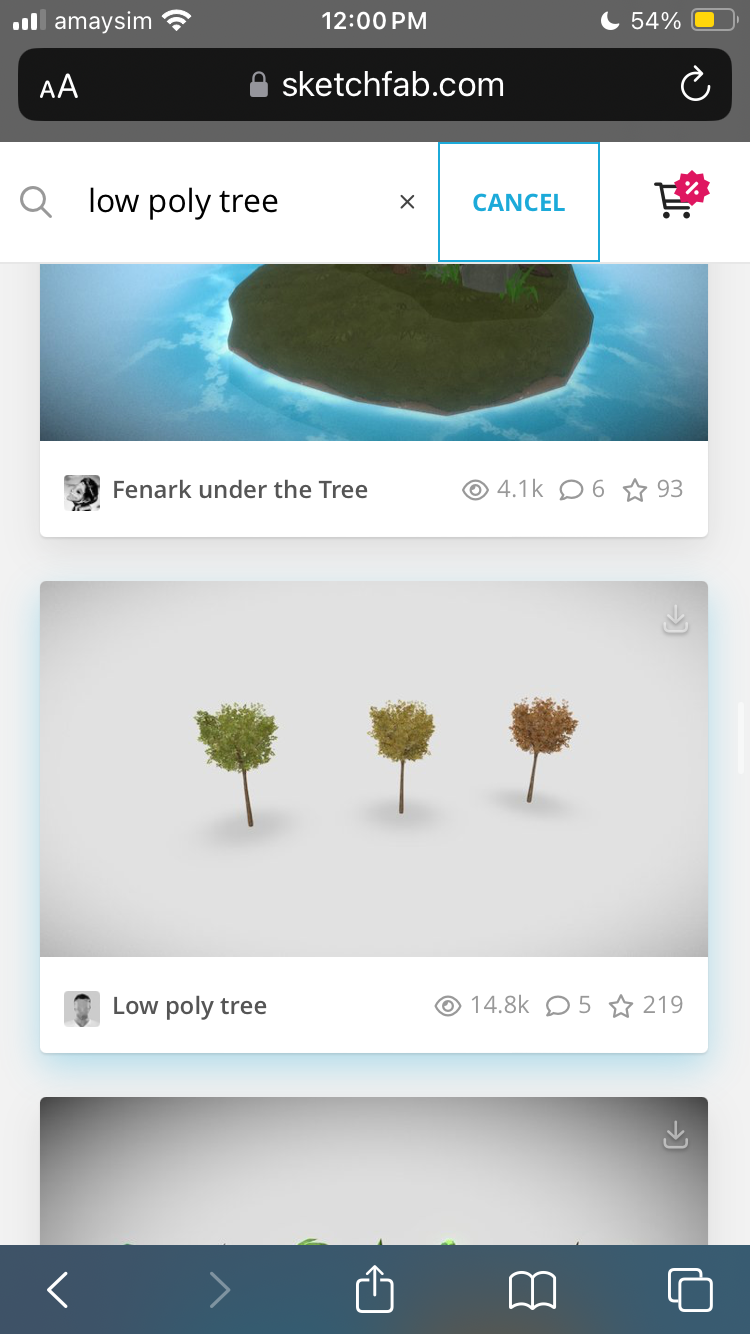 amaysim 12:00 PM 54%
AA sketchfab.com
low poly tree × CANCEL %
Fenark under the Tree 4.1k 6 93
Low poly tree 14.8k 5 219